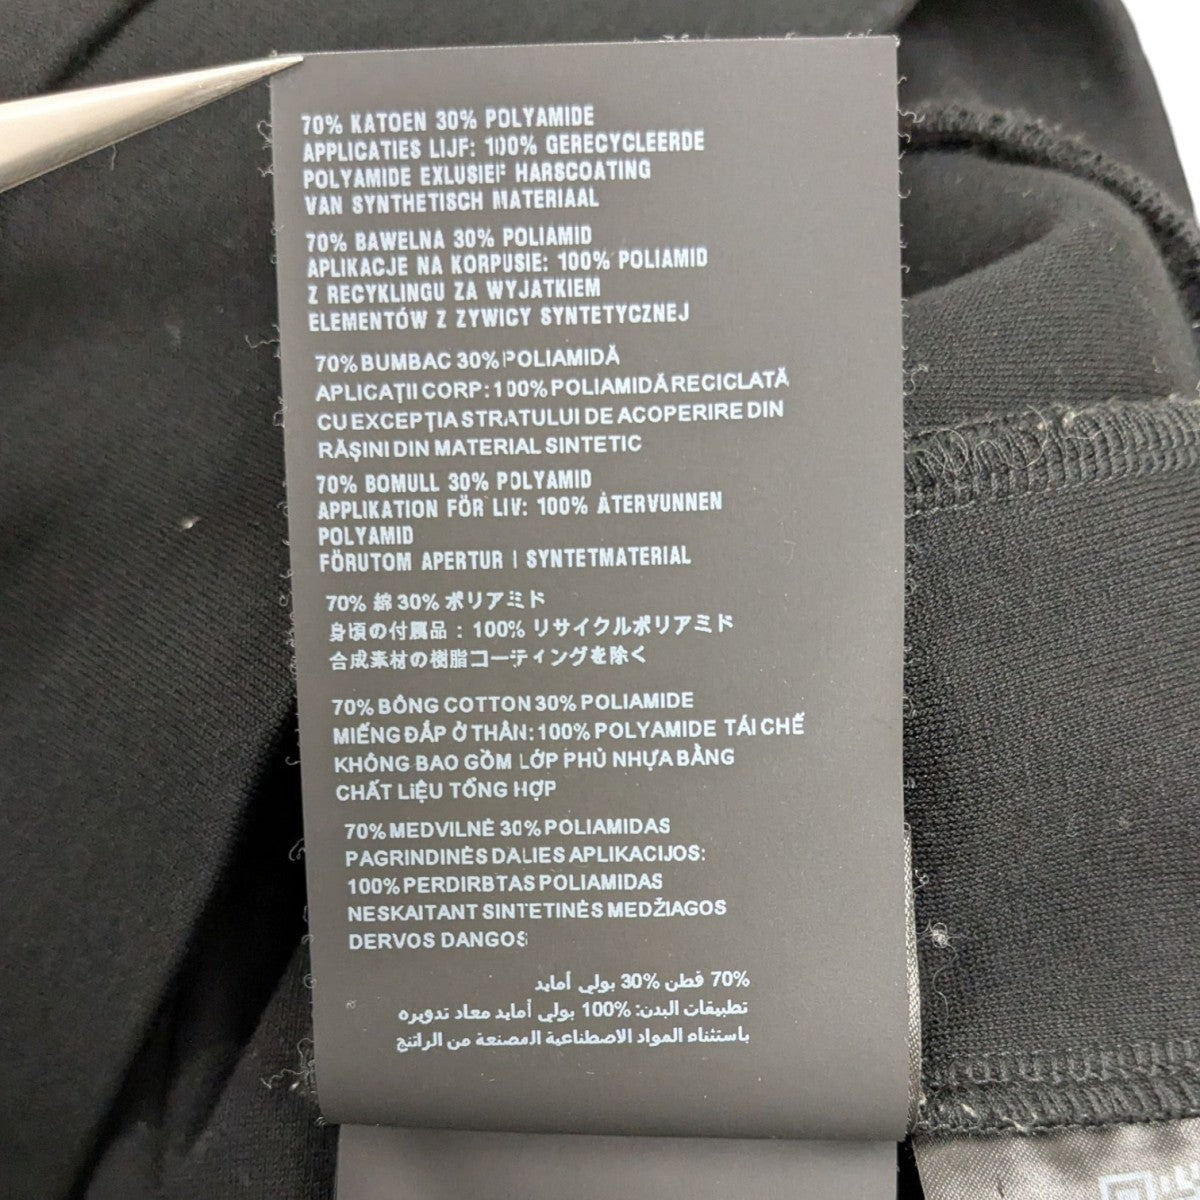 70% KATOEN 30% POLYAMIDE
APPLICATIES LIJF: 100% GERECYCLEERDE
POLYAMIDE EXLUSIEF HARSCOATING
VAN SYNTHETISCH MATERIAAL
70% BAWELNA 30% POLIAMID
APLIKACJE NA KORPUSIE: 100% POLIAMID
Z RECYKLINGU ZA WYJATKIEM
ELEMENTÓW Z ZYWICY SYNTETYCZNEJ
70% BUMBAC 30% POLIAMIDĂ
APLICAȚII CORP: 100% POLIAMIDĂ RECICLATĂ
CU EXCEPȚIA STRATULUI DE ACOPERIRE DIN
RĂȘINI DIN MATERIAL SINTETIC
70% BOMULL 30% POLYAMID
APPLIKATION FÖR LIV: 100% ÅTERVUNNEN
POLYAMID
FÖRUTOM APERTUR I SYNTETMATERIAL
70% 綿 30% ポリアミド
身頃の付属品 : 100% リサイクルポリアミド
合成素材の樹脂コーティングを除く
70% BÔNG COTTON 30% POLIAMIDE
MIẾNG ĐẮP Ở THÂN: 100% POLYAMIDE TÁI CHẾ
KHÔNG BAO GỒM LỚP PHỦ NHỰA BẰNG
CHẤT LIỆU TỔNG HỢP
70% MEDVILNĖ 30% POLIAMIDAS
PAGRINDINĖS DALIES APLIKACIJOS:
100% PERDIRBTAS POLIAMIDAS
NESKAITANT SINTETINĖS MEDŽIAGOS
DERVOS DANGOS
70% قطن 30% بولي أمايد
تطبيقات البدن: 100% بولي أمايد معاد تدويره
باستثناء المواد الاصطناعية المصنعة من الراتنج